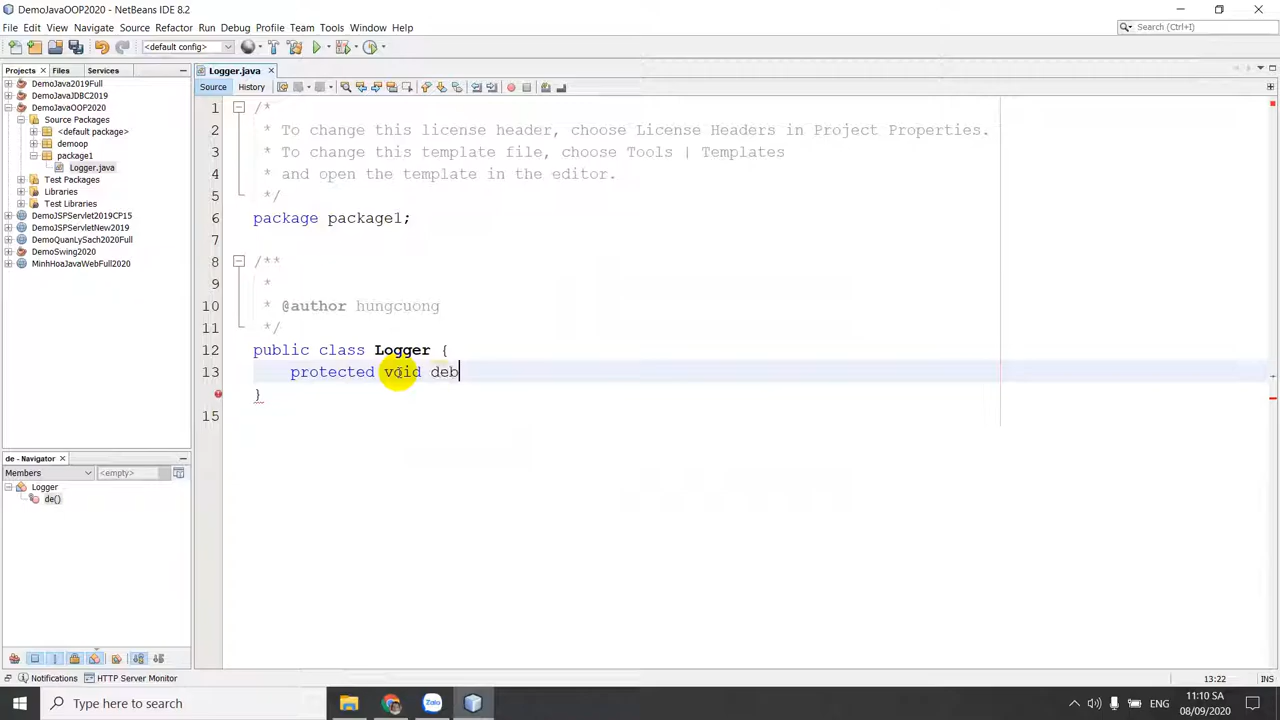 DemoJavaOOP2020 - NetBeans IDE 8.2
File Edit View Navigate Source Refactor Run Debug Profile Team Tools Window Help
Search (Ctrl+I)
<default config>
Projects Files Services
Logger.java
Source History
DemoJava2019Full
DemoJavaJDBC2019
DemoJavaOOP2020
Source Packages
<default package>
demoop
package1
Logger.java
Test Packages
Libraries
Test Libraries
DemoJSPServlet2019CP15
DemoJSPServletNew2019
DemoQuanLySach2020Full
DemoSwing2020
MinhHoaJavaWebFull2020
1 /*
2 * To change this license header, choose License Headers in Project Properties.
3 * To change this template file, choose Tools | Templates
4 * and open the template in the editor.
5 */
6 package package1;
7
8 /**
9 *
10 * @author hungcuong
11 */
12 public class Logger {
13 protected void deb
}
15
de - Navigator
Members <empty>
Logger
de()
Notifications HTTP Server Monitor
13:22 INS
Type here to search
Zalo
ENG
11:10 SA
08/09/2020